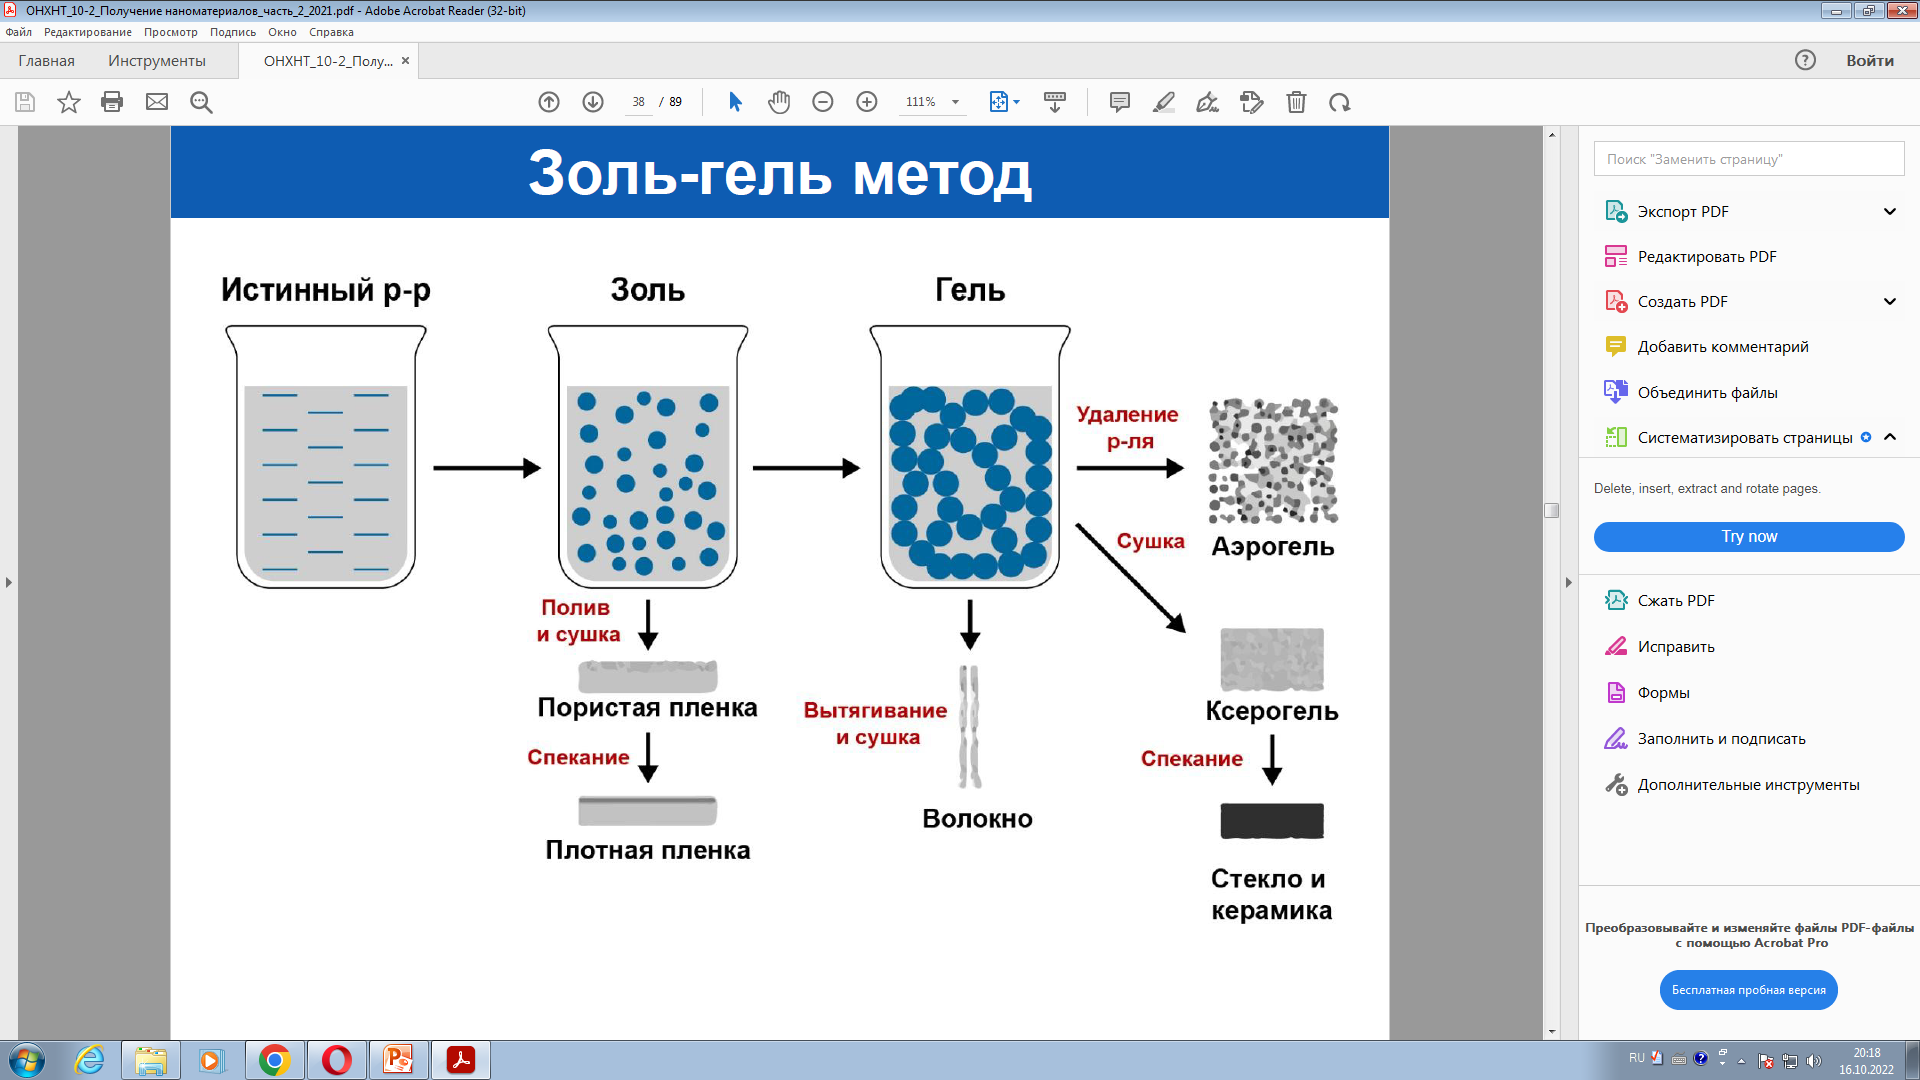 ОНХНТ_10-2_Получение наноматериалов_часть_2_2021.pdf - Adobe Acrobat Reader (32-bit)
Файл Редактирование Просмотр Подпись Окно Справка
Главная Инструменты ОНХНТ_10-2_Полу... × Войти
38 / 89 111%
Золь-гель метод
Истинный р-р Золь Гель
Удаление
р-ля
Сушка
Аэрогель
Полив
и сушка
Пористая пленка
Спекание
Плотная пленка
Вытягивание
и сушка
Волокно
Ксерогель
Спекание
Стекло и
керамика
Поиск "Заменить страницу"
Экспорт PDF
Редактировать PDF
Создать PDF
Добавить комментарий
Объединить файлы
Систематизировать страницы
Delete, insert, extract and rotate pages.
Try now
Сжать PDF
Исправить
Формы
Заполнить и подписать
Дополнительные инструменты
Преобразовывайте и изменяйте файлы PDF-файлы
с помощью Acrobat Pro
Бесплатная пробная версия
RU
20:18
16.10.2022